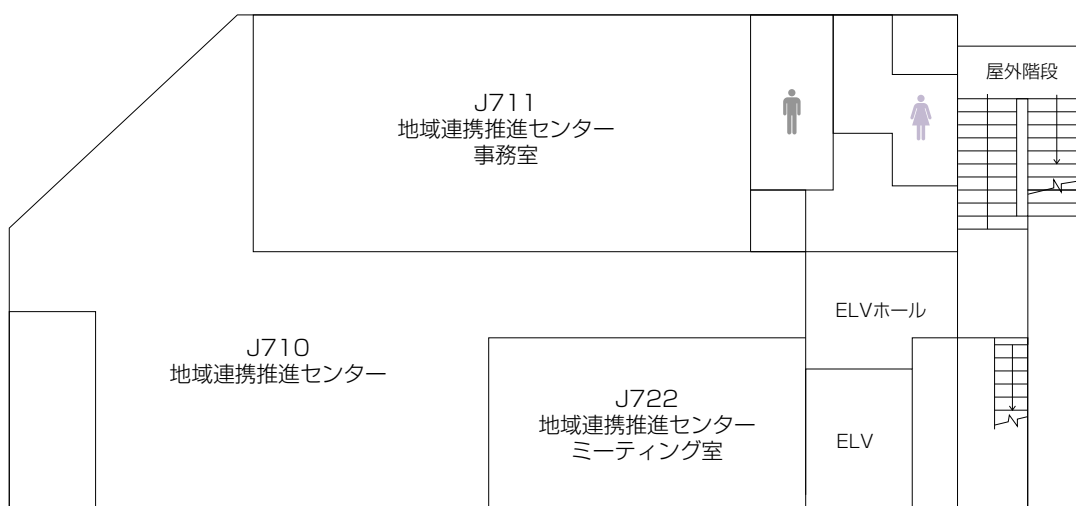 屋外階段
J711
地域連携推進センター
事務室
ELVホール
J710
地域連携推進センター
J722
地域連携推進センター
ミーティング室
ELV